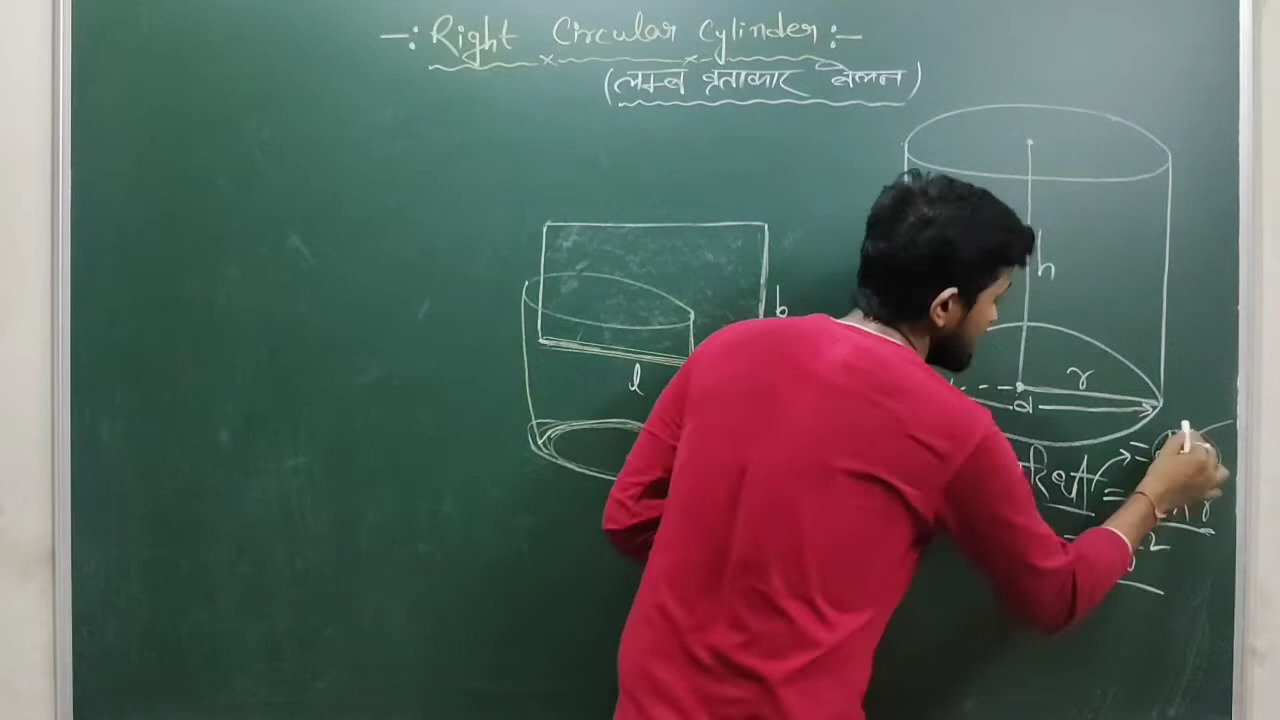 -: Right Circular Cylinder :-
(लम्ब वृताकार बेलन)
h
b
l
r
d